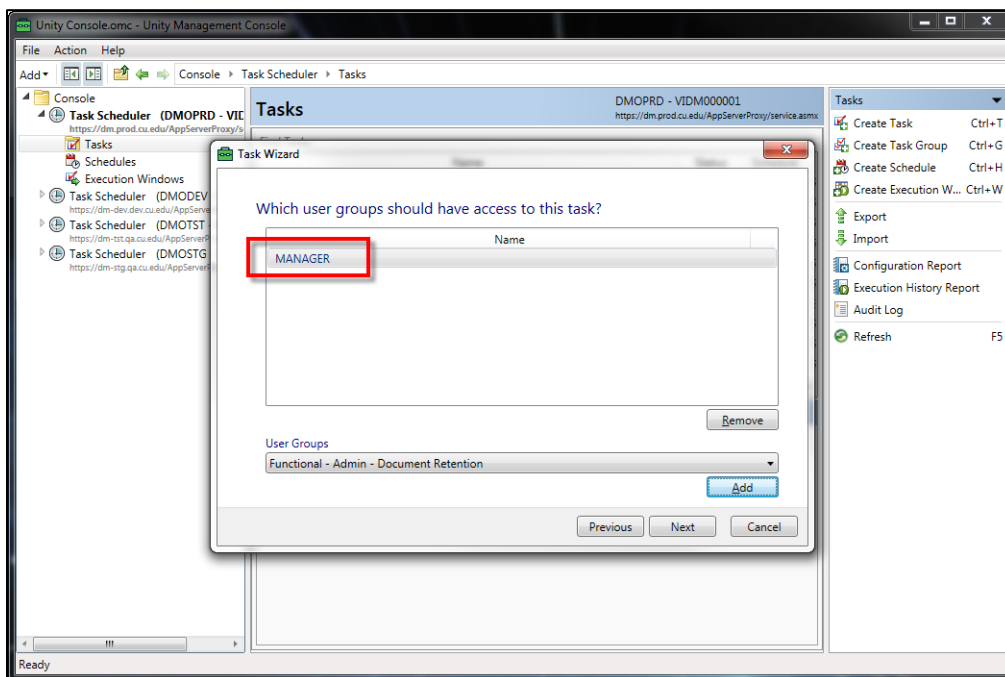 Unity Console.omc - Unity Management Console
File Action Help
Add Console Task Scheduler Tasks
Console
Task Scheduler (DMOPRD - VID
https://dm.prod.cu.edu/AppServerProxy/s
Tasks
Schedules
Execution Windows
Task Scheduler (DMODEV
https://dm-dev.dev.cu.edu/AppServe
Task Scheduler (DMOTST -
https://dm-tst.qa.cu.edu/AppServerP
Task Scheduler (DMOSTG
https://dm-stg.qa.cu.edu/AppServerP
Tasks
DMOPRD - VIDM000001
https://dm.prod.cu.edu/AppServerProxy/service.asmx
Task Wizard
Which user groups should have access to this task?
Name
MANAGER
Remove
User Groups
Functional - Admin - Document Retention
Add
Previous Next Cancel
Tasks
Create Task Ctrl+T
Create Task Group Ctrl+G
Create Schedule Ctrl+H
Create Execution W... Ctrl+W
Export
Import
Configuration Report
Execution History Report
Audit Log
Refresh F5
Ready